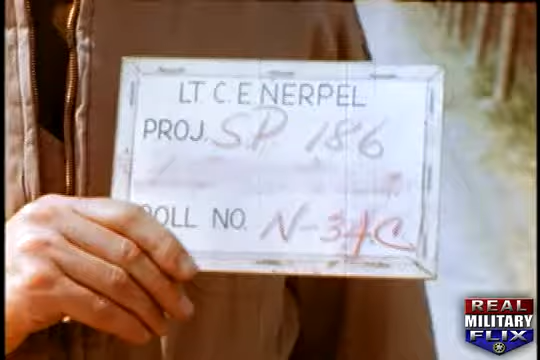 LT. C. E NERPEL
PROJ. SP 186
ROLL NO. N-34C
REAL
MILITARY
FLIX